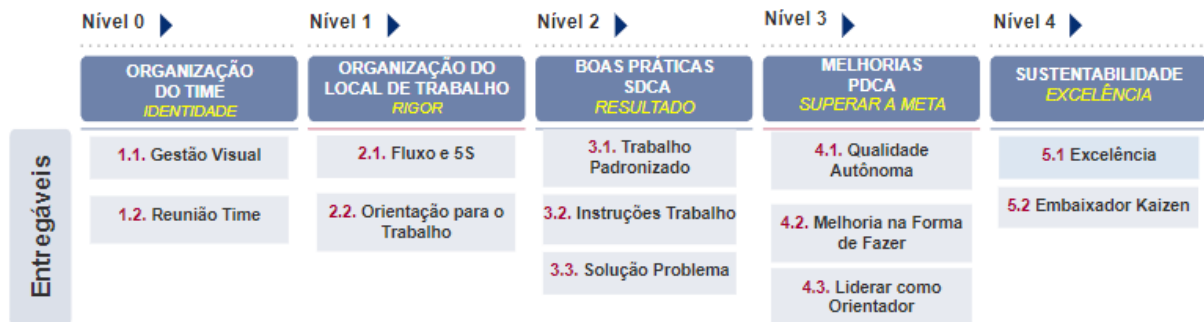 Nível 0
Nível 1
Nível 2
Nível 3
Nível 4
ORGANIZAÇÃO
DO TIME
IDENTIDADE
ORGANIZAÇÃO DO
LOCAL DE TRABALHO
RIGOR
BOAS PRÁTICAS
SDCA
RESULTADO
MELHORIAS
PDCA
SUPERAR A META
SUSTENTABILIDADE
EXCELÊNCIA
Entregáveis
1.1. Gestão Visual
1.2. Reunião Time
2.1. Fluxo e 5S
2.2. Orientação para o
Trabalho
3.1. Trabalho
Padronizado
3.2. Instruções Trabalho
3.3. Solução Problema
4.1. Qualidade
Autônoma
4.2. Melhoria na Forma
de Fazer
4.3. Liderar como
Orientador
5.1 Excelência
5.2 Embaixador Kaizen